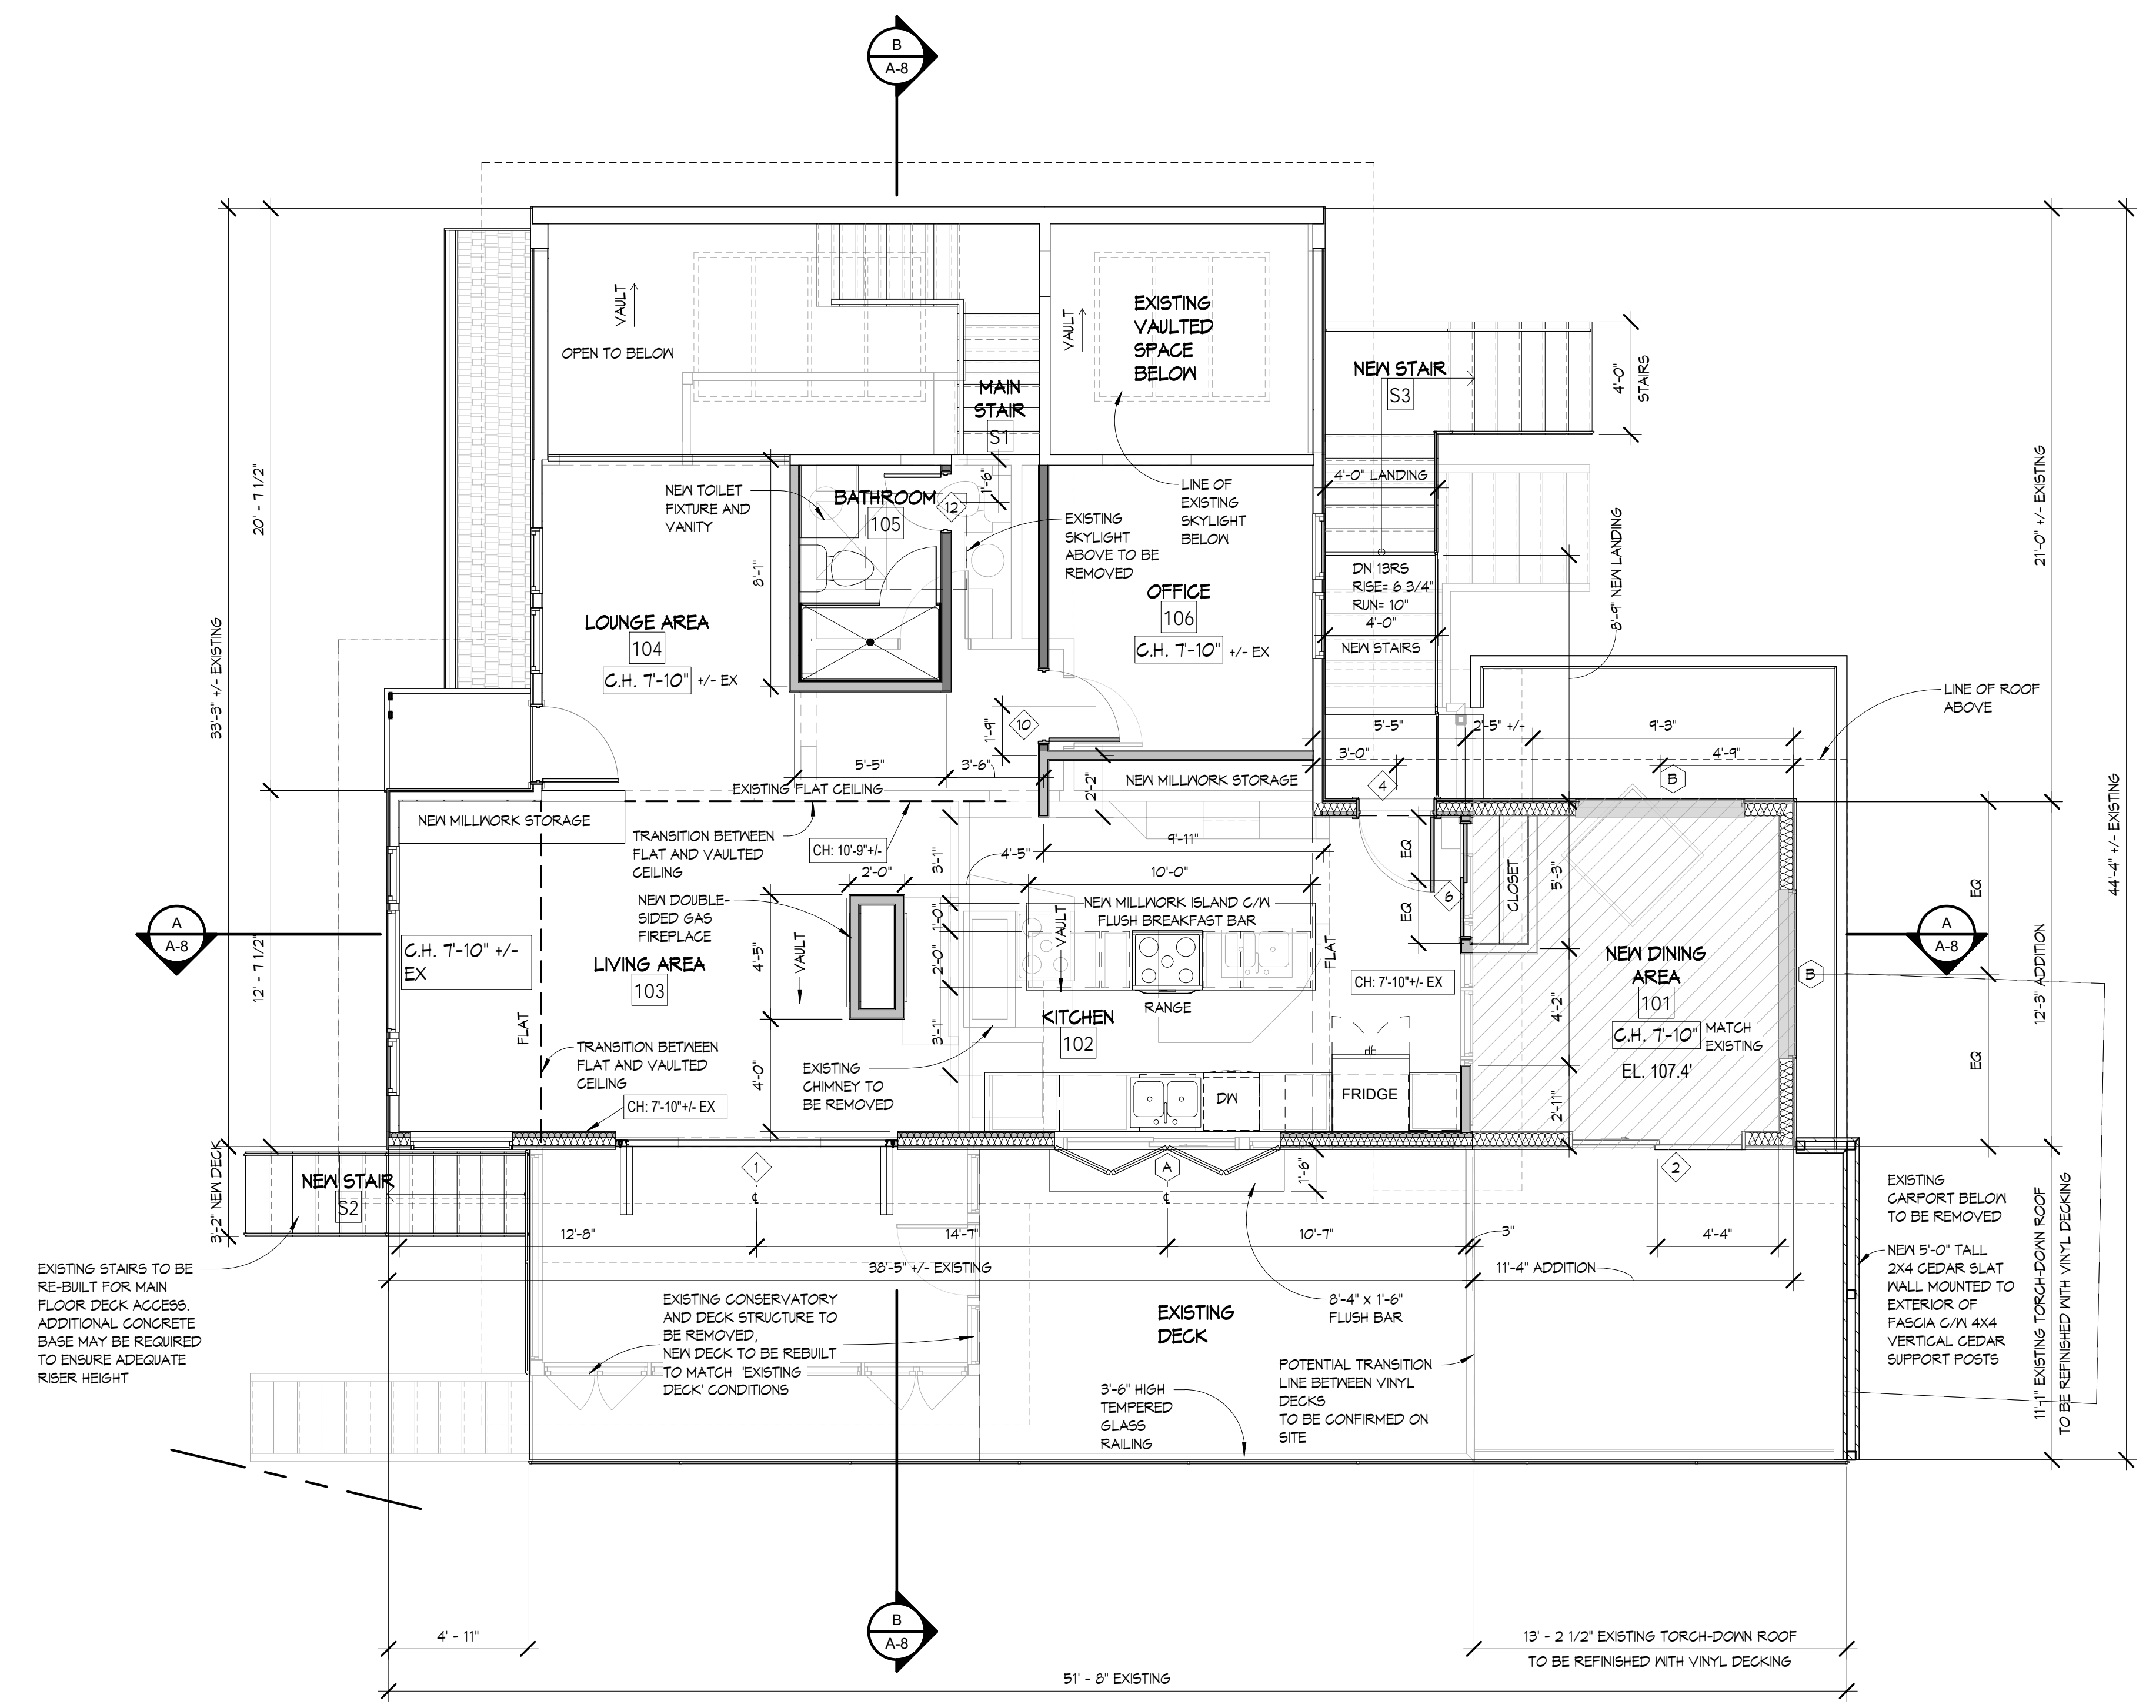 B
A-8
VAULT
OPEN TO BELOW
VAULT
EXISTING
VAULTED
SPACE
BELOW
MAIN
STAIR
S1
NEW STAIR
S3
4'-0"
STAIRS
20' - 7 1/2"
33'-3" +/- EXISTING
21'-0" +/- EXISTING
44'-4" +/- EXISTING
4'-0" LANDING
NEW TOILET
FIXTURE AND
VANITY
BATHROOM
105
12
1'-6"
8'-1"
EXISTING
SKYLIGHT
ABOVE TO BE
REMOVED
LINE OF
EXISTING
SKYLIGHT
BELOW
DN 13RS
RISE= 6 3/4"
RUN= 10"
4'-0"
NEW STAIRS
8'-9" NEW LANDING
LOUNGE AREA
104
C.H. 7'-10" +/- EX
OFFICE
106
C.H. 7'-10" +/- EX
LINE OF ROOF
ABOVE
10
1'-9"
5'-5"
2'-5" +/-
9'-3"
3'-0"
4'-9"
4
B
5'-5"
3'-6"
2'-2"
NEW MILLWORK STORAGE
EXISTING FLAT CEILING
NEW MILLWORK STORAGE
TRANSITION BETWEEN
FLAT AND VAULTED
CEILING
CH: 10'-9"+/-
2'-0"
4'-5"
3'-1"
9'-11"
10'-0"
NEW DOUBLE-
SIDED GAS
FIREPLACE
NEW MILLWORK ISLAND C/W
FLUSH BREAKFAST BAR
1'-0"
2'-0"
3'-1"
VAULT
VAULT
FLAT
EQ
EQ
6
CLOSET
5'-3"
EQ
EQ
12'-3" ADDITION
A
A-8
12' - 7 1/2"
C.H. 7'-10" +/-
EX
LIVING AREA
103
4'-5"
4'-0"
RANGE
KITCHEN
102
CH: 7'-10"+/- EX
4'-2"
2'-11"
NEW DINING
AREA
101
C.H. 7'-10" MATCH
EXISTING
EL. 107.4'
B
A
A-8
FLAT
TRANSITION BETWEEN
FLAT AND VAULTED
CEILING
CH: 7'-10"+/- EX
EXISTING
CHIMNEY TO
BE REMOVED
DW
FRIDGE
3'-2" NEW DECK
NEW STAIR
S2
1
A
1'-6"
2
12'-8"
14'-7"
10'-7"
3"
4'-4"
38'-5" +/- EXISTING
11'-4" ADDITION
EXISTING
CARPORT BELOW
TO BE REMOVED
NEW 5'-0" TALL
2X4 CEDAR SLAT
WALL MOUNTED TO
EXTERIOR OF
FASCIA C/W 4X4
VERTICAL CEDAR
SUPPORT POSTS
11'-1" EXISTING TORCH-DOWN ROOF
TO BE REFINISHED WITH VINYL DECKING
EXISTING STAIRS TO BE
RE-BUILT FOR MAIN
FLOOR DECK ACCESS.
ADDITIONAL CONCRETE
BASE MAY BE REQUIRED
TO ENSURE ADEQUATE
RISER HEIGHT
EXISTING CONSERVATORY
AND DECK STRUCTURE TO
BE REMOVED,
NEW DECK TO BE REBUILT
TO MATCH 'EXISTING
DECK' CONDITIONS
EXISTING
DECK
8'-4" x 1'-6"
FLUSH BAR
3'-6" HIGH
TEMPERED
GLASS
RAILING
POTENTIAL TRANSITION
LINE BETWEEN VINYL
DECKS
TO BE CONFIRMED ON
SITE
B
A-8
4' - 11"
13' - 2 1/2" EXISTING TORCH-DOWN ROOF
TO BE REFINISHED WITH VINYL DECKING
51' - 8" EXISTING